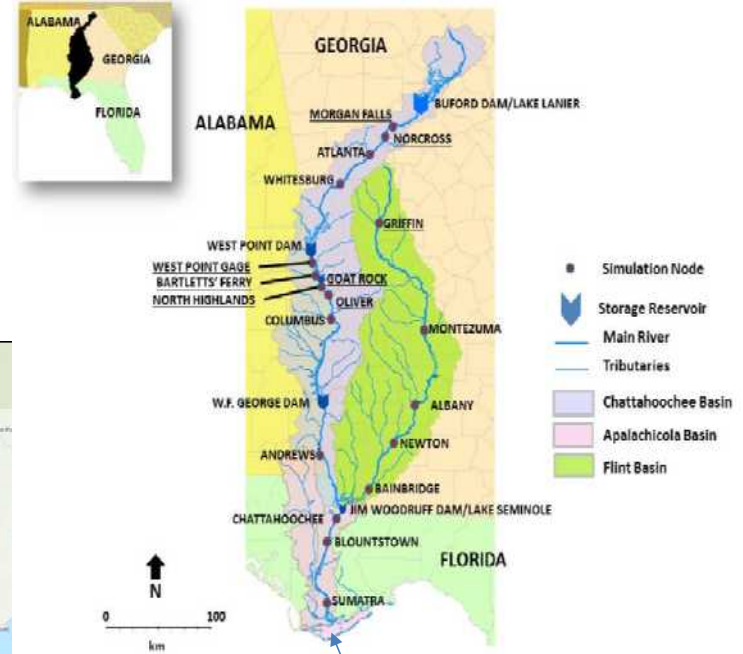 ALABAMA
GEORGIA
FLORIDA
GEORGIA
ALABAMA
BUFORD DAM/LAKE LANIER
MORGAN FALLS
NORCROSS
ATLANTA
WHITESBURG
GRIFFIN
WEST POINT DAM
WEST POINT GAGE
BARTLETTS' FERRY
GOAT ROCK
NORTH HIGHLANDS
OLIVER
COLUMBUS
MONTEZUMA
W.F. GEORGE DAM
ALBANY
NEWTON
ANDREWS
BAINBRIDGE
JIM WOODRUFF DAM/LAKE SEMINOLE
CHATTAHOOCHEE
BLOUNTSTOWN
FLORIDA
SUMATRA
N
0 100
km
Simulation Node
Storage Reservoir
Main River
Tributaries
Chattahoochee Basin
Apalachicola Basin
Flint Basin